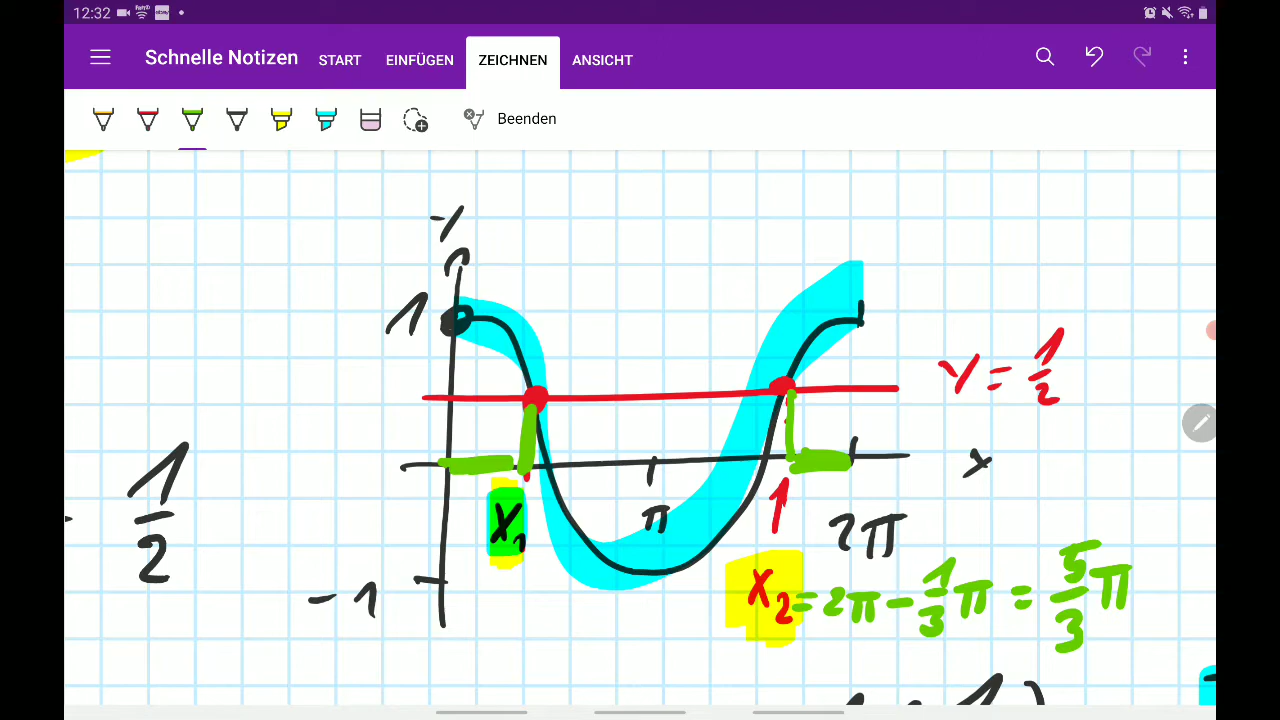 12:32
Schnelle Notizen START EINFÜGEN ZEICHNEN ANSICHT
Beenden
y
1
y = 1/2
x
1/2
x₁
π
2π
-1
x₂ = 2π - 1/3 π = 5/3 π